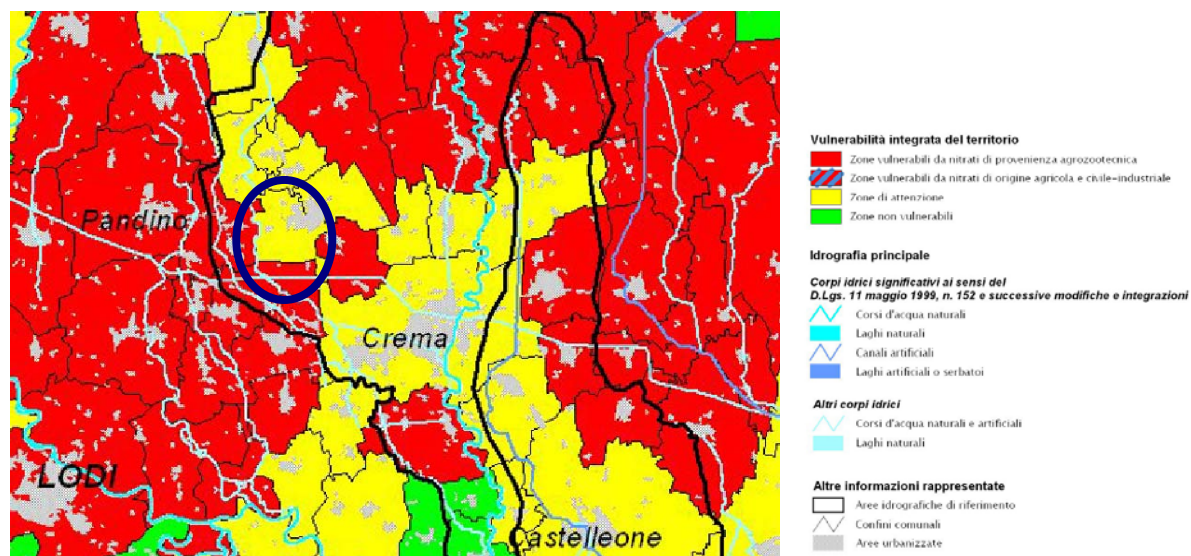 Pandino
Crema
LODI
Castelleone
Vulnerabilità integrata del territorio
Zone vulnerabili da nitrati di provenienza agrozootecnica
Zone vulnerabili da nitrati di origine agricola e civile-industriale
Zone di attenzione
Zone non vulnerabili
Idrografia principale
Corpi idrici significativi ai sensi del
D.Lgs. 11 maggio 1999, n. 152 e successive modifiche e integrazioni
Corsi d'acqua naturali
Laghi naturali
Canali artificiali
Laghi artificiali o serbatoi
Altri corpi idrici
Corsi d'acqua naturali e artificiali
Laghi naturali
Altre informazioni rappresentate
Aree idrografiche di riferimento
Confini comunali
Aree urbanizzate